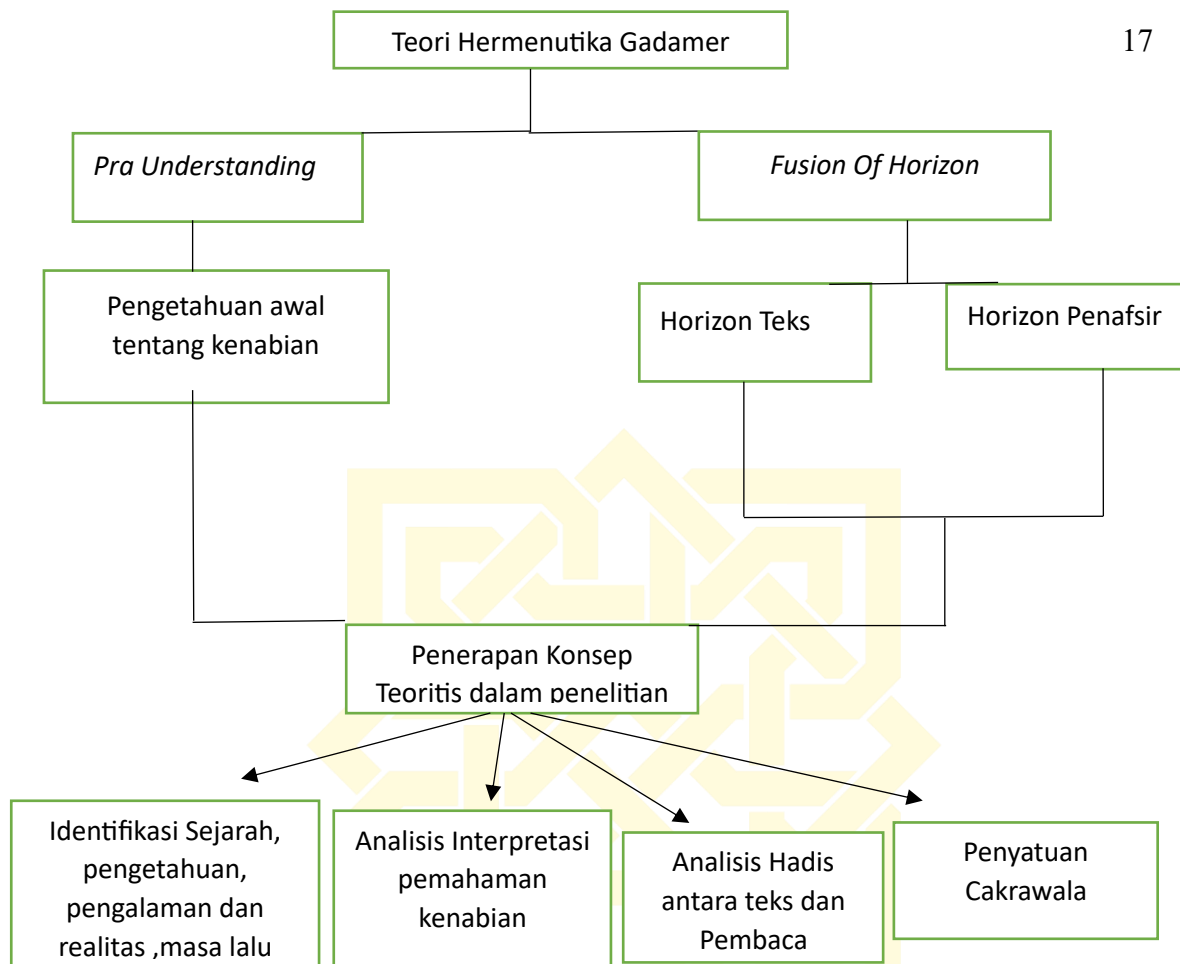 Teori Hermenutika Gadamer
17
Pra Understanding
Fusion Of Horizon
Pengetahuan awal
tentang kenabian
Horizon Teks
Horizon Penafsir
Penerapan Konsep
Teoritis dalam penelitian
Identifikasi Sejarah,
pengetahuan,
pengalaman dan
realitas ,masa lalu
Analisis Interpretasi
pemahaman
kenabian
Analisis Hadis
antara teks dan
Pembaca
Penyatuan
Cakrawala